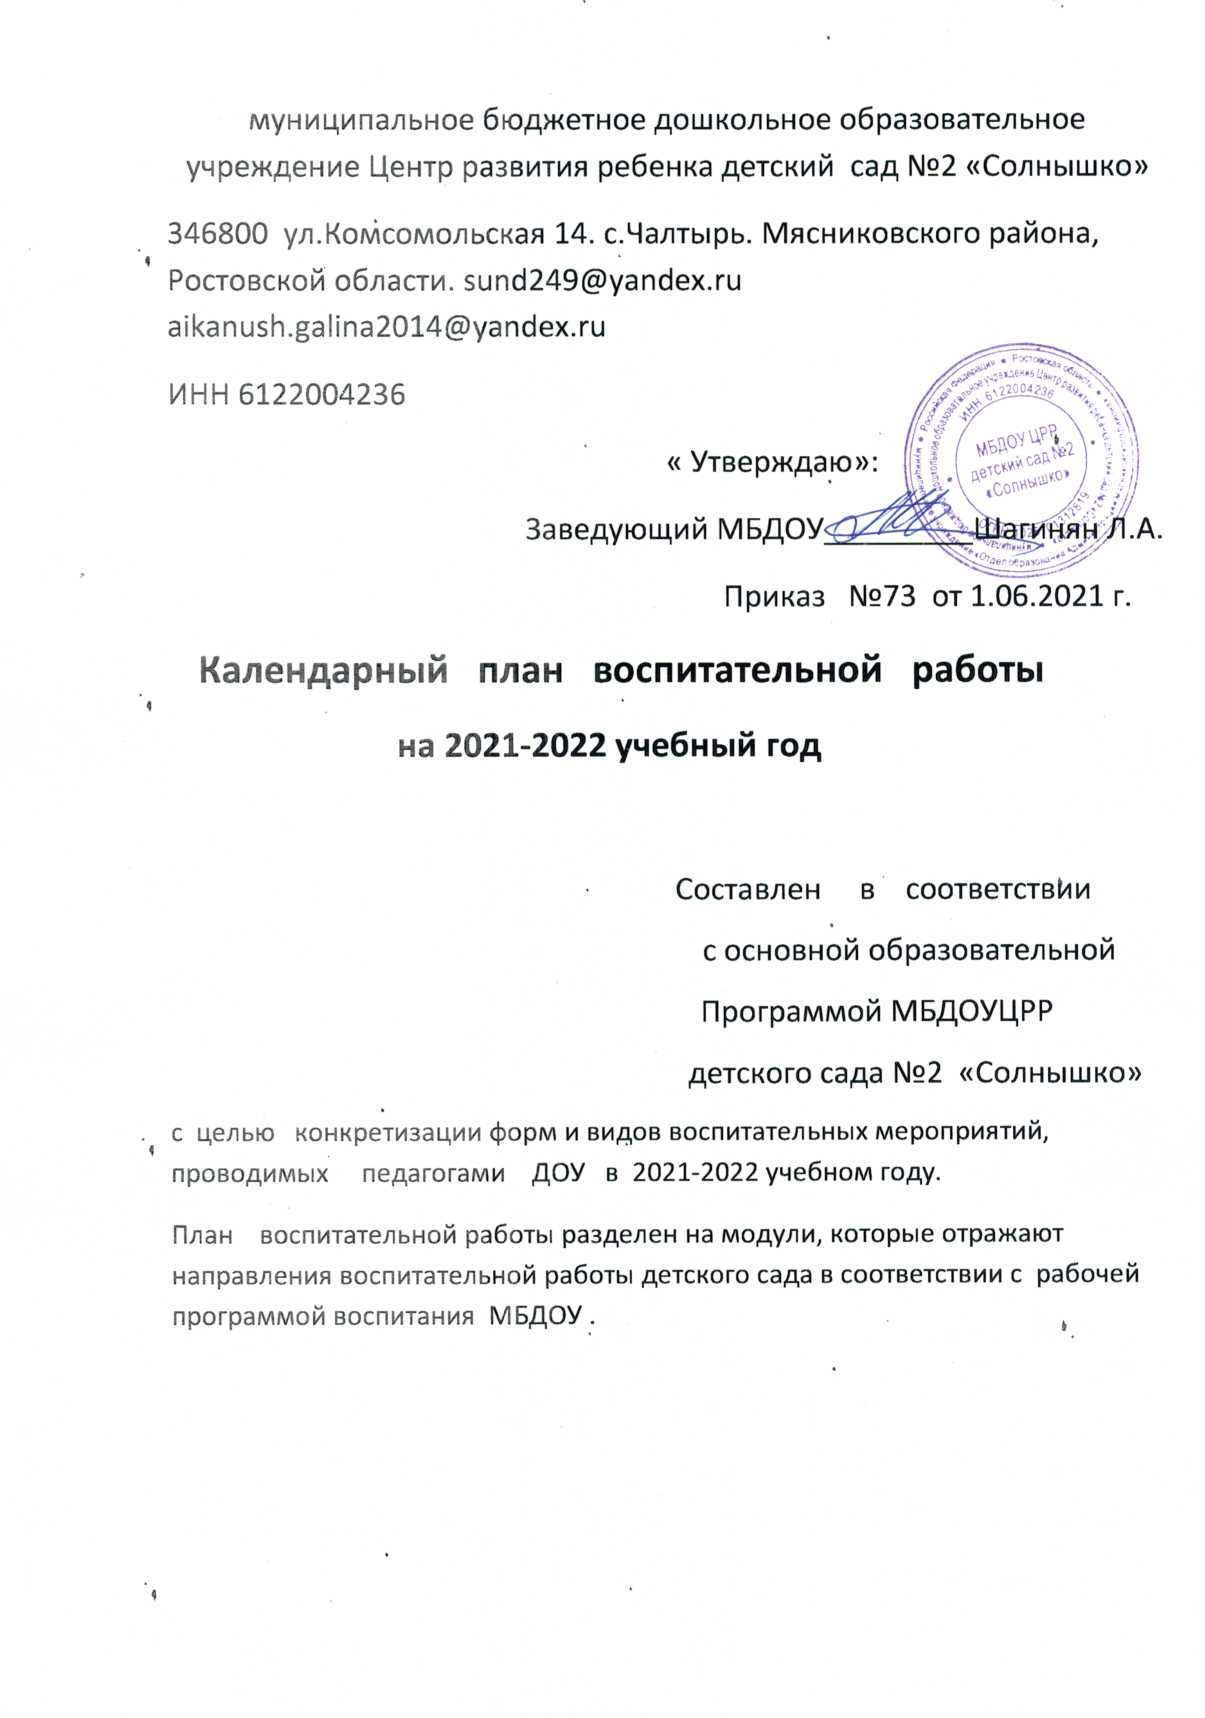 муниципальное бюджетное дошкольное образовательное
учреждение Центр развития ребенка детский сад №2 «Солнышко»
346800 ул.Комсомольская 14. с.Чалтырь. Мясниковского района,
Ростовской области. sund249@yandex.ru
aikanush.galina2014@yandex.ru
ИНН 6122004236
« Утверждаю»:
Заведующий МБДОУ_________Шагинян Л.А.
Приказ №73 от 1.06.2021 г.
Российская Федерация • Ростовская область
ИНН 6122004236
МБДОУ ЦРР
детский сад №2
«Солнышко»
Календарный план воспитательной работы
на 2021-2022 учебный год
Составлен в соответствии
с основной образовательной
Программой МБДОУЦРР
детского сада №2 «Солнышко»
с целью конкретизации форм и видов воспитательных мероприятий,
проводимых педагогами ДОУ в 2021-2022 учебном году.
План воспитательной работы разделен на модули, которые отражают
направления воспитательной работы детского сада в соответствии с рабочей
программой воспитания МБДОУ .